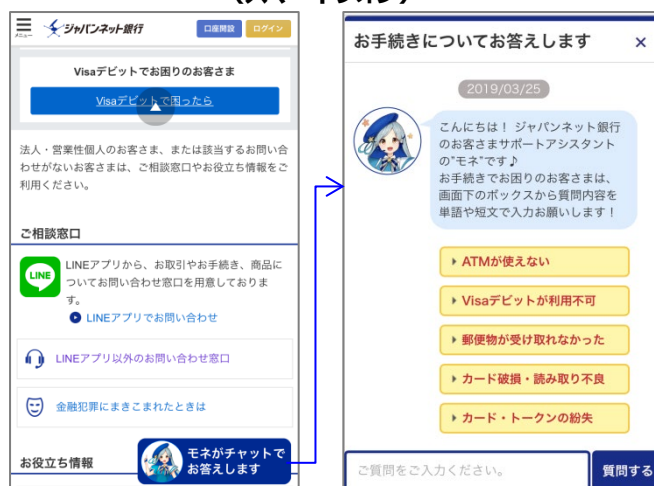 メニュー
ジャパンネット銀行
口座開設
ログイン
Visaデビットでお困りのお客さま
Visaデビットで困ったら
法人・営業性個人のお客さま、または該当するお問い合
わせがないお客さまは、ご相談窓口やお役立ち情報をご
利用ください。
ご相談窓口
LINE
LINEアプリから、お取引やお手続き、商品に
ついてお問い合わせ窓口を用意しておりま
す。
LINEアプリでお問い合わせ
LINEアプリ以外のお問い合わせ窓口
金融犯罪にまきこまれたときは
お役立ち情報
モネがチャットで
お答えします
お手続きについてお答えします ×
2019/03/25
こんにちは！ ジャパンネット銀行
のお客さまサポートアシスタント
の"モネ"です♪
お手続きでお困りのお客さまは、
画面下のボックスから質問内容を
単語や短文で入力お願いします！
ATMが使えない
Visaデビットが利用不可
郵便物が受け取れなかった
カード破損・読み取り不良
カード・トークンの紛失
ご質問をご入力ください。
質問する